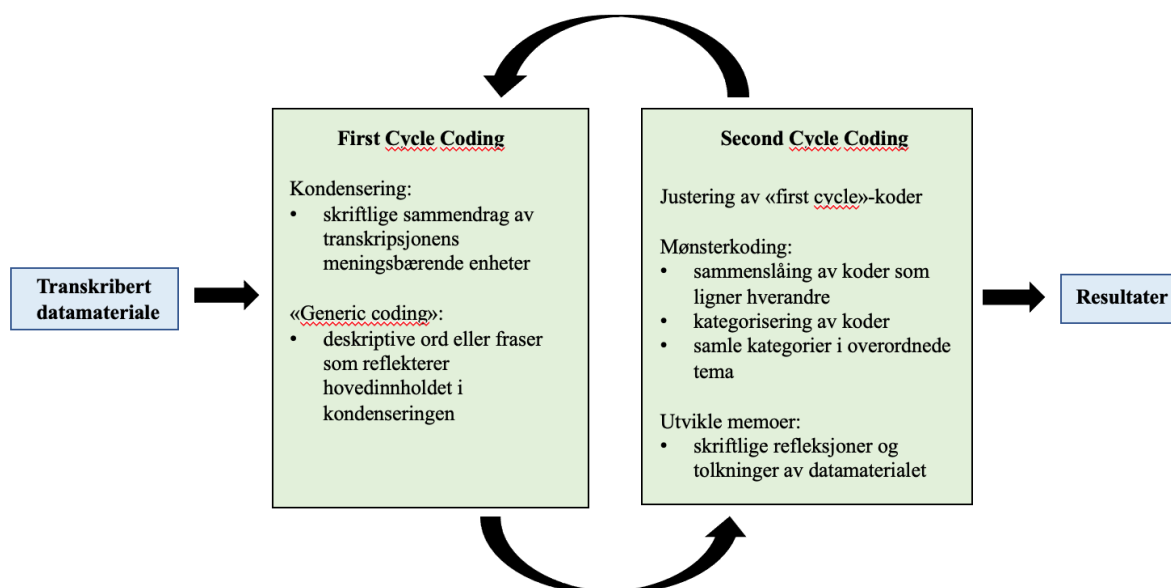 Transkribert
datamateriale
First Cycle Coding
Kondensering:
• skriftlige sammendrag av
transkripsjonens
meningsbærende enheter
«Generic coding»:
• deskriptive ord eller fraser
som reflekterer
hovedinnholdet i
kondenseringen
Second Cycle Coding
Justering av «first cycle»-koder
Mønsterkoding:
• sammenslåing av koder som
ligner hverandre
• kategorisering av koder
• samle kategorier i overordnede
tema
Utvikle memoer:
• skriftlige refleksjoner og
tolkninger av datamaterialet
Resultater